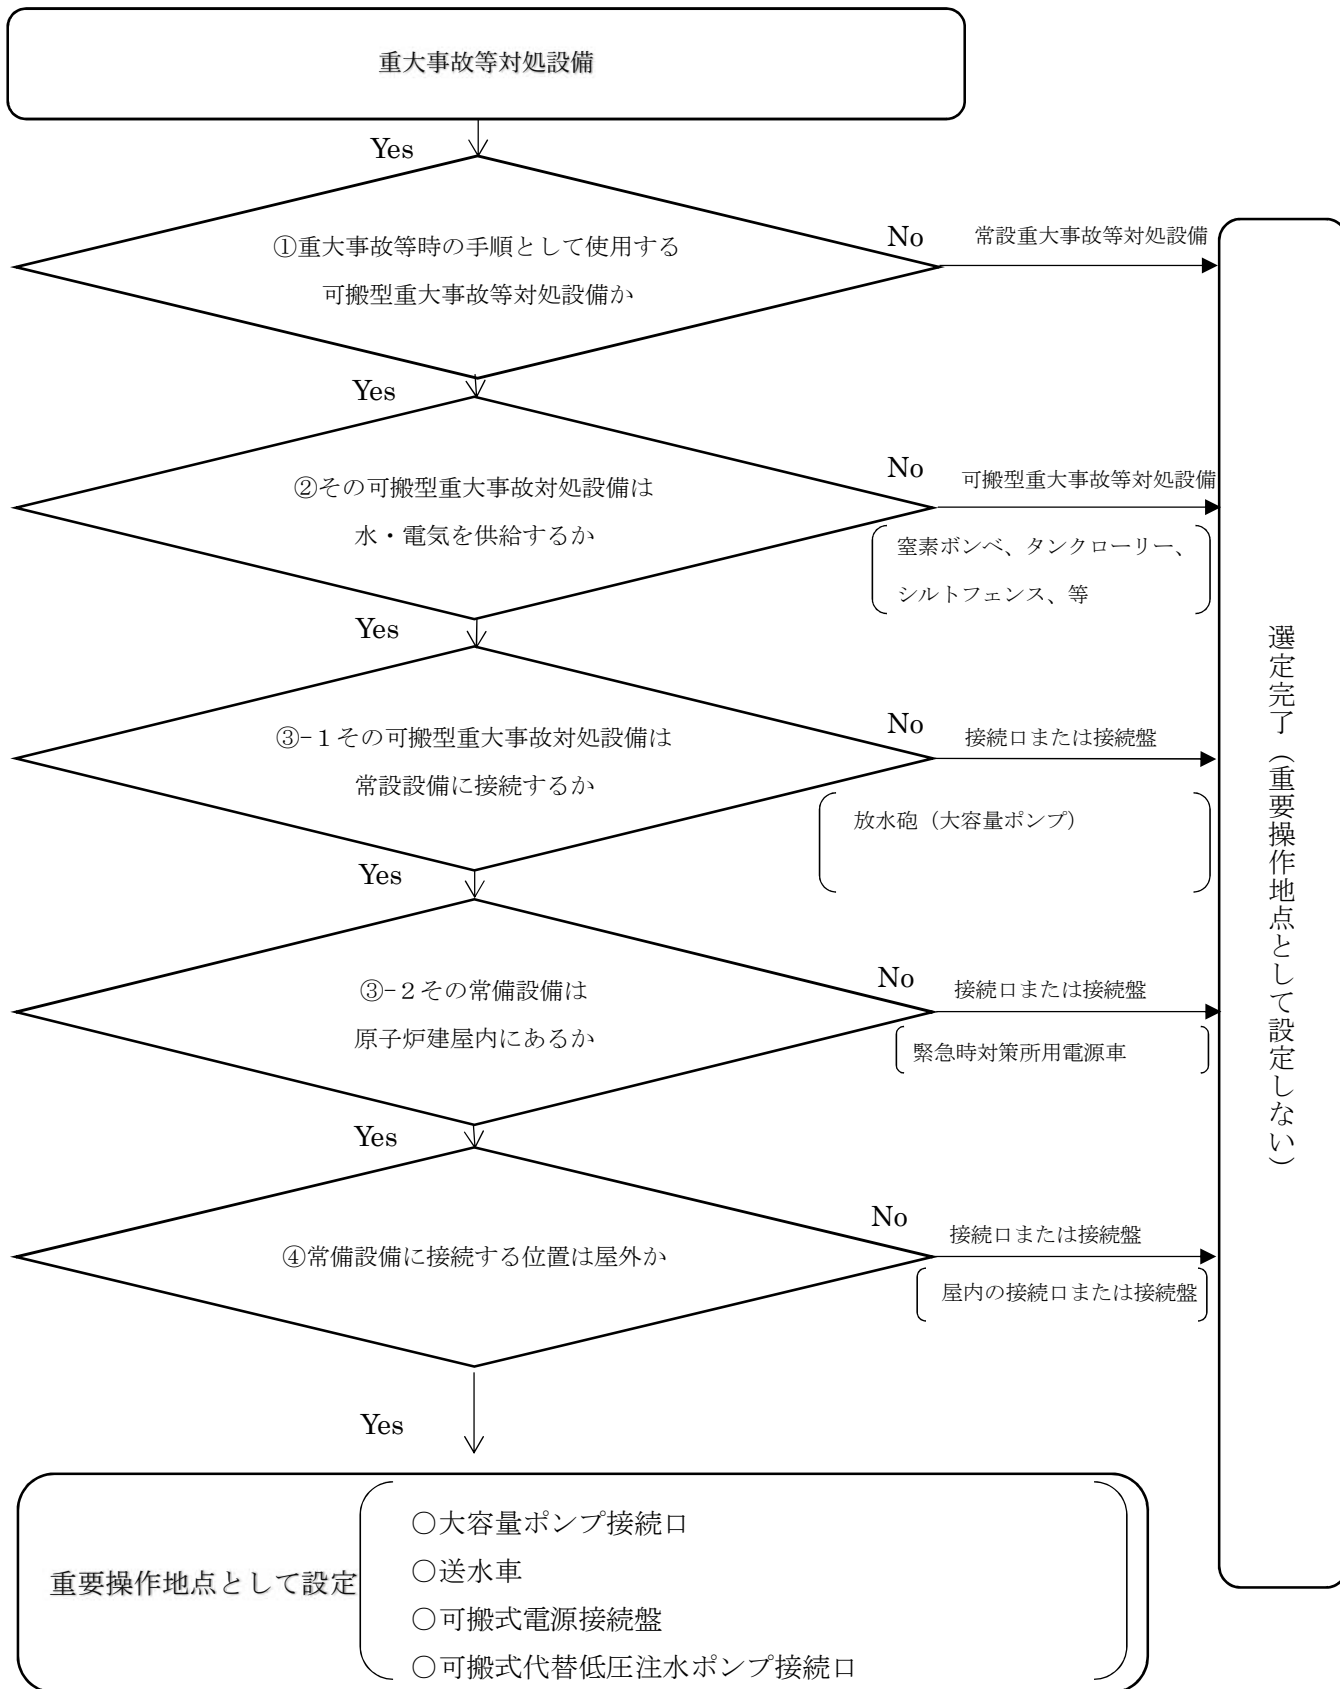 重大事故等対処設備
Yes
①重大事故等時の手順として使用する
可搬型重大事故等対処設備か
No
常設重大事故等対処設備
Yes
②その可搬型重大事故対処設備は
水・電気を供給するか
No
可搬型重大事故等対処設備
窒素ボンベ、タンクローリー、
シルトフェンス、等
Yes
③-１その可搬型重大事故対処設備は
常設設備に接続するか
No
接続口または接続盤
放水砲（大容量ポンプ）
Yes
③-２その常備設備は
原子炉建屋内にあるか
No
接続口または接続盤
緊急時対策所用電源車
Yes
④常備設備に接続する位置は屋外か
No
接続口または接続盤
屋内の接続口または接続盤
Yes
選定完了（重要操作地点として設定しない）
重要操作地点として設定
○大容量ポンプ接続口
○送水車
○可搬式電源接続盤
○可搬式代替低圧注水ポンプ接続口